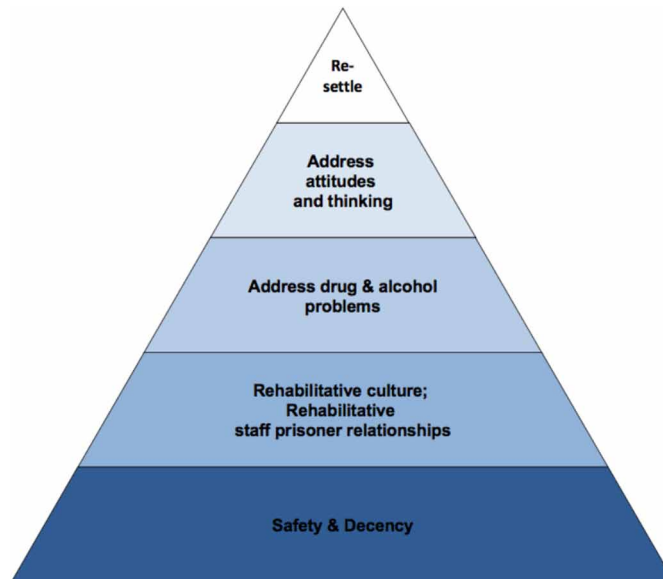 Re-
settle
Address
attitudes
and thinking
Address drug & alcohol
problems
Rehabilitative culture;
Rehabilitative
staff prisoner relationships
Safety & Decency